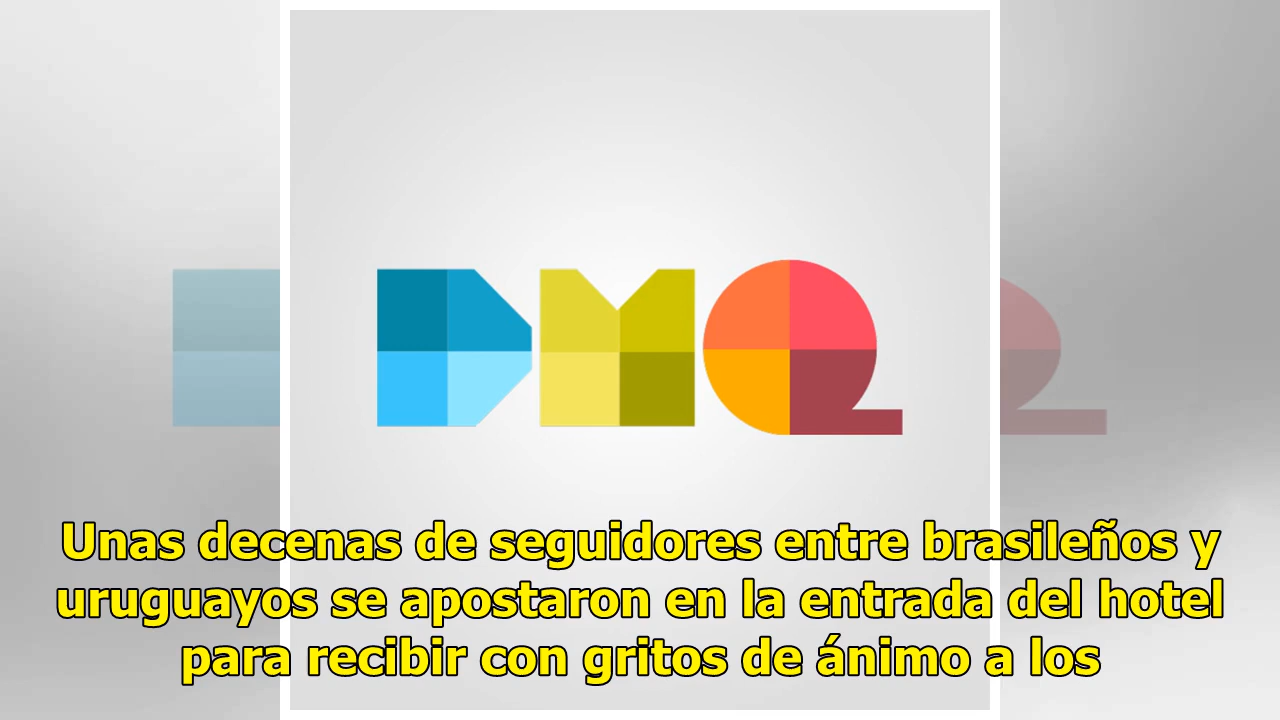 DMQ
Unas decenas de seguidores entre brasileños y
uruguayos se apostaron en la entrada del hotel
para recibir con gritos de ánimo a los